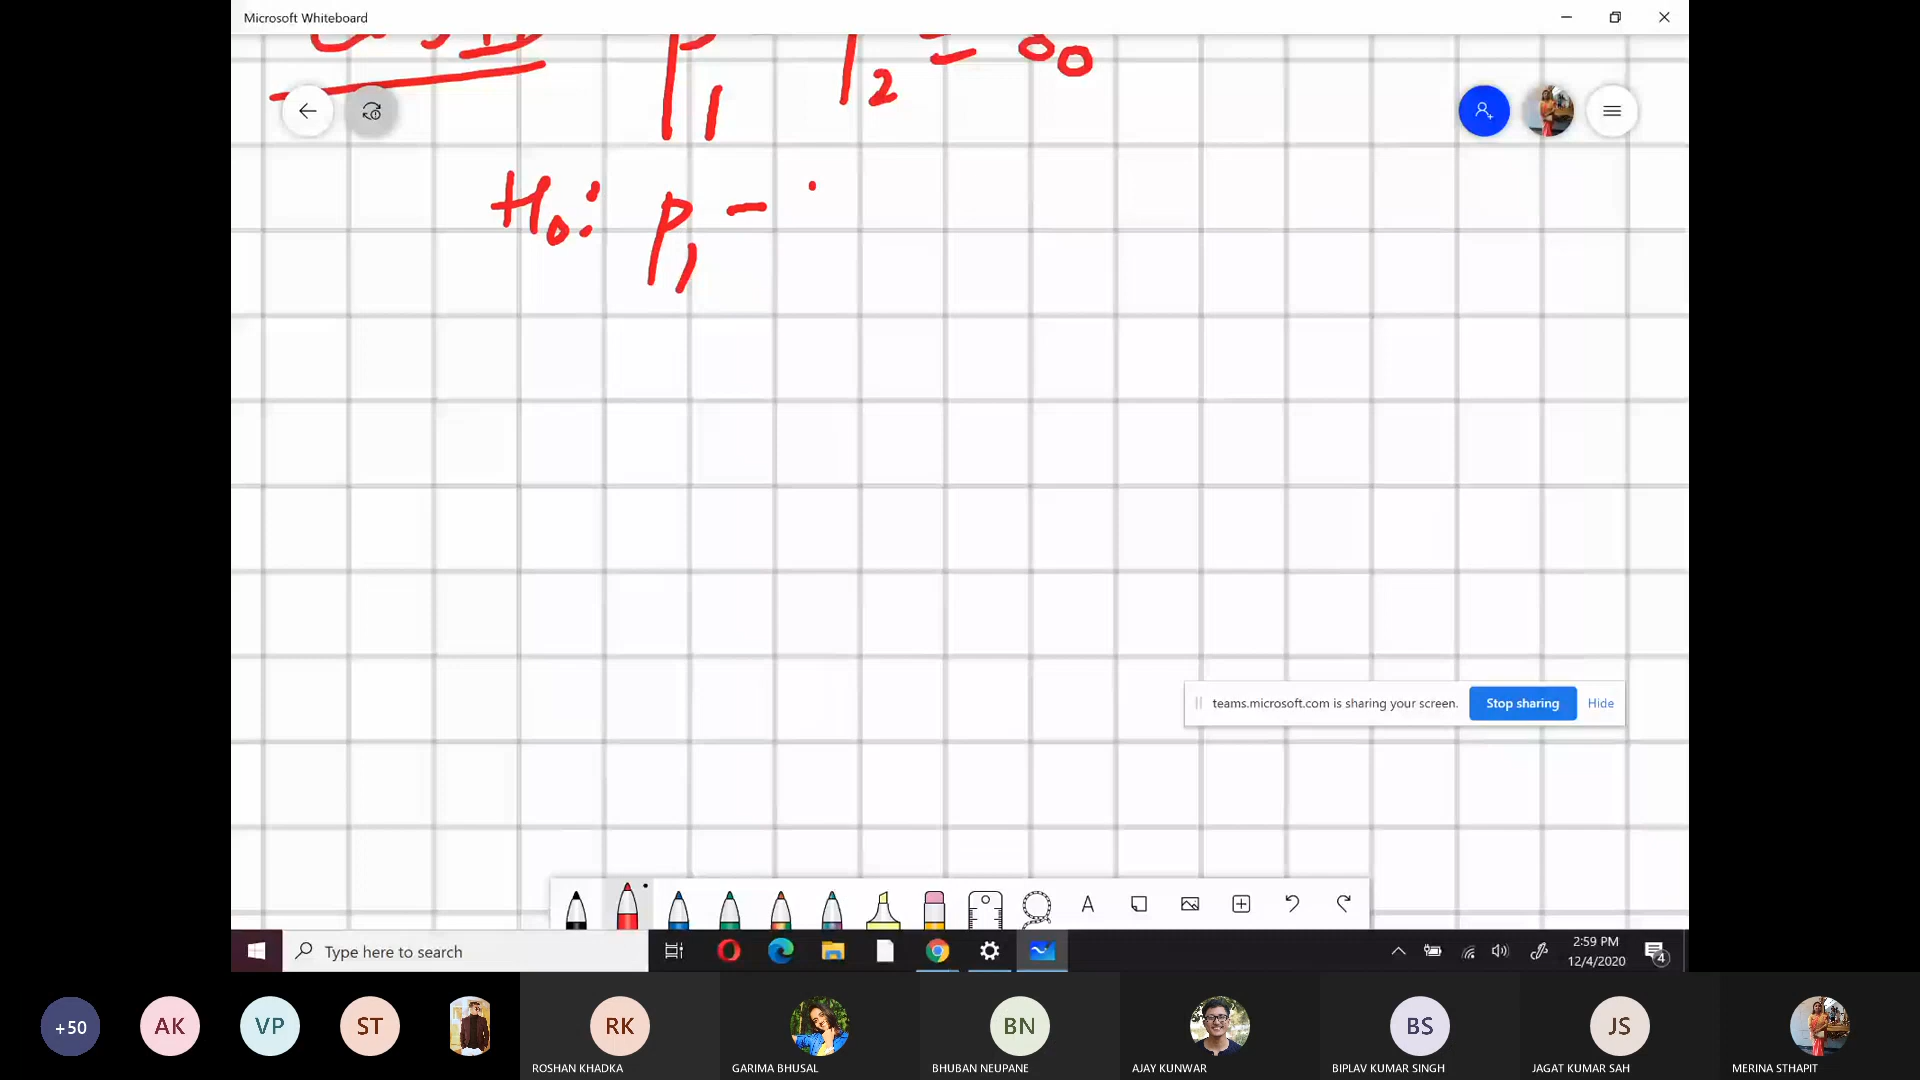 Microsoft Whiteboard
P1 - P2 = δ0
H0: P1 -
teams.microsoft.com is sharing your screen. Stop sharing Hide
A
Type here to search
2:59 PM
12/4/2020
4
+50 AK VP ST RK BN BS JS
ROSHAN KHADKA GARIMA BHUSAL BHUBAN NEUPANE AJAY KUNWAR BIPLAV KUMAR SINGH JAGAT KUMAR SAH MERINA STHAPIT